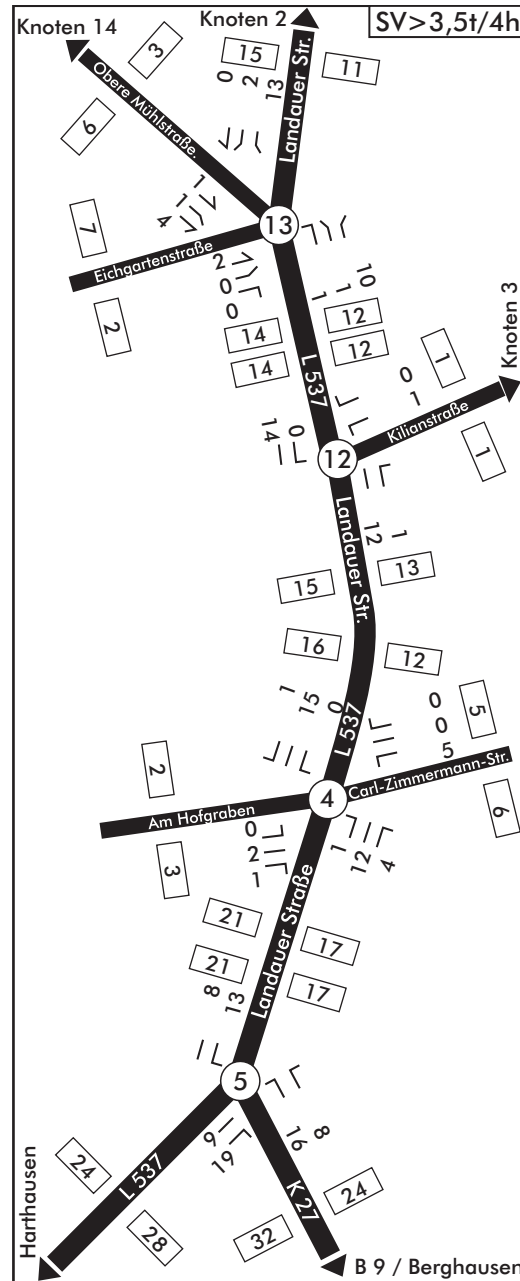 Knoten 14
Knoten 2
SV>3,5t/4h
3
15
11
0 2 13
Landauer Str.
Obere Mühlstraße.
6
1
1
4
13
7
Eichgartenstraße
2
0
0
2
1 1 10
14
12
14
12
L 537
Knoten 3
1
0
1
Kilianstraße
14 0
12
1
Landauer Str.
12 1
13
15
16
12
1 15 0
L 537
0
0
5
5
2
Carl-Zimmermann-Str.
4
Am Hofgraben
6
0
2
1
1 12 4
3
21
17
Landauer Straße
21
17
8 13
5
9
19
16 8
24
L 537
28
K 27
24
32
Harthausen
B 9 / Berghausen